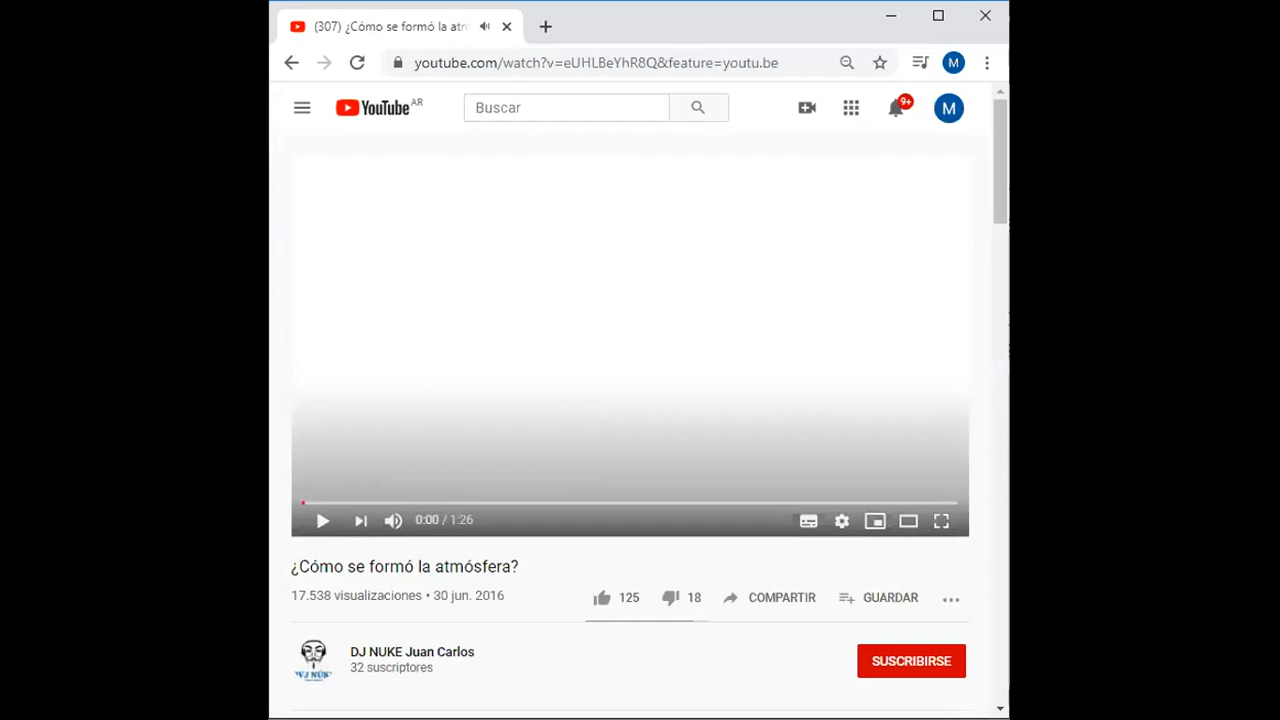 (307) ¿Cómo se formó la atm
youtube.com/watch?v=eUHLBeYhR8Q&feature=youtu.be
M
YouTube AR
Buscar
9+
M
0:00 / 1:26
¿Cómo se formó la atmósfera?
17.538 visualizaciones • 30 jun. 2016
125
18
COMPARTIR
GUARDAR
DJ NUKE Juan Carlos
32 suscriptores
SUSCRIBIRSE